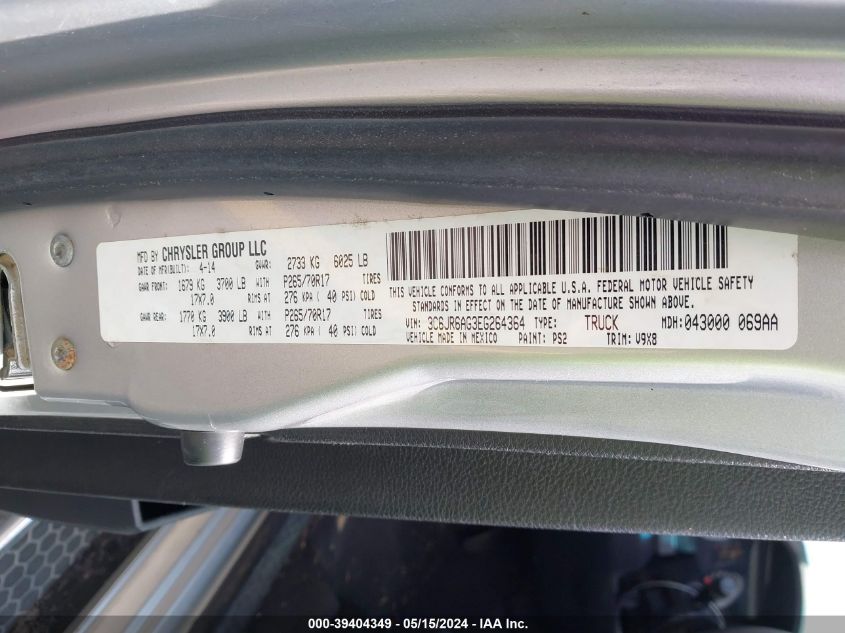 MFD BY CHRYSLER GROUP LLC
DATE OF MFR(BUILT): 4-14 GVWR: 2733 KG 6025 LB
GAWR FRONT: 1679 KG 3700 LB WITH P265/70R17 TIRES
17X7.0 RIMS AT 276 KPA ( 40 PSI) COLD
GAWR REAR: 1770 KG 3900 LB WITH P265/70R17 TIRES
17X7.0 RIMS AT 276 KPA ( 40 PSI) COLD
THIS VEHICLE CONFORMS TO ALL APPLICABLE U.S.A. FEDERAL MOTOR VEHICLE SAFETY
STANDARDS IN EFFECT ON THE DATE OF MANUFACTURE SHOWN ABOVE.
VIN: 3C6JR6AG3EG264364 TYPE: TRUCK MDH: 043000 069AA
VEHICLE MADE IN MEXICO PAINT: PS2 TRIM: V9X8
000-39404349 - 05/15/2024 - IAA Inc.